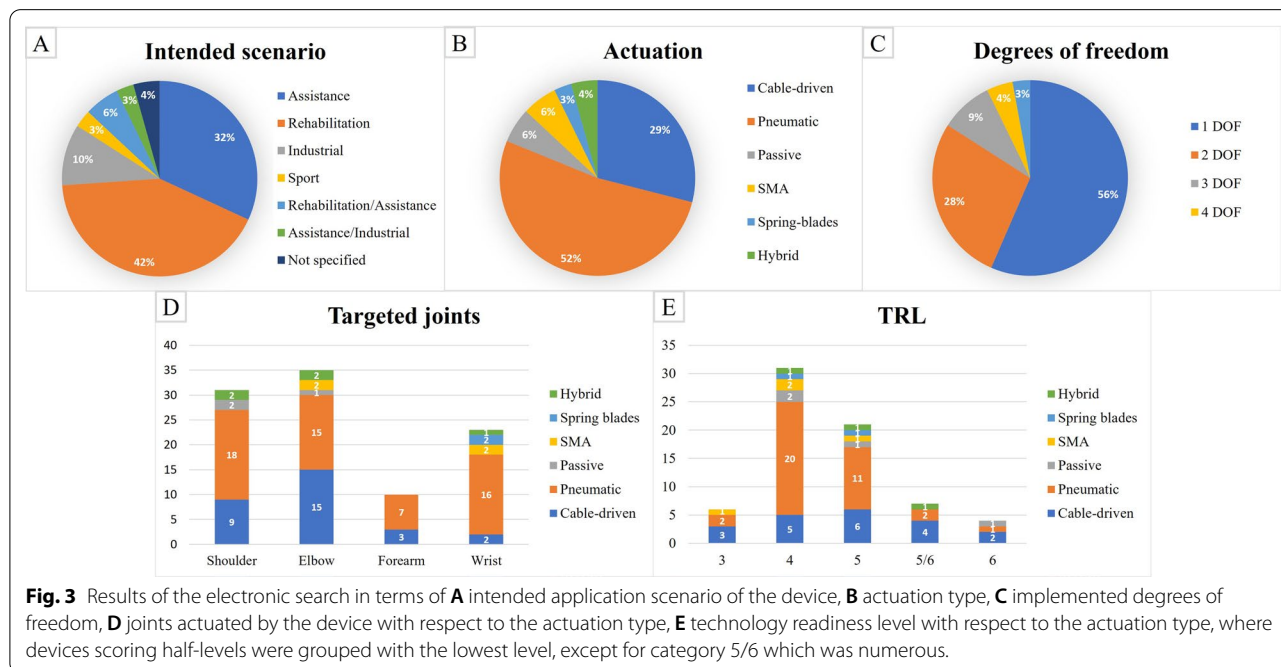 A
Intended scenario
4%
3%
6%
3%
10%
32%
42%
Assistance
Rehabilitation
Industrial
Sport
Rehabilitation/Assistance
Assistance/Industrial
Not specified
B
Actuation
4%
3%
6%
6%
29%
52%
Cable-driven
Pneumatic
Passive
SMA
Spring-blades
Hybrid
C
Degrees of freedom
3%
4%
9%
28%
56%
1 DOF
2 DOF
3 DOF
4 DOF
D
Targeted joints
40
35
30
25
20
15
10
5
0
2
2
18
9
2
2
1
15
15
7
3
1
2
2
16
2
Shoulder Elbow Forearm Wrist
Hybrid
Spring blades
SMA
Passive
Pneumatic
Cable-driven
E
TRL
35
30
25
20
15
10
5
0
1
2
3
1
1
2
2
20
5
1
1
1
1
11
6
1
2
4
1
1
2
3 4 5 5/6 6
Hybrid
Spring blades
SMA
Passive
Pneumatic
Cable-driven
Fig. 3 Results of the electronic search in terms of A intended application scenario of the device, B actuation type, C implemented degrees of
freedom, D joints actuated by the device with respect to the actuation type, E technology readiness level with respect to the actuation type, where
devices scoring half-levels were grouped with the lowest level, except for category 5/6 which was numerous.